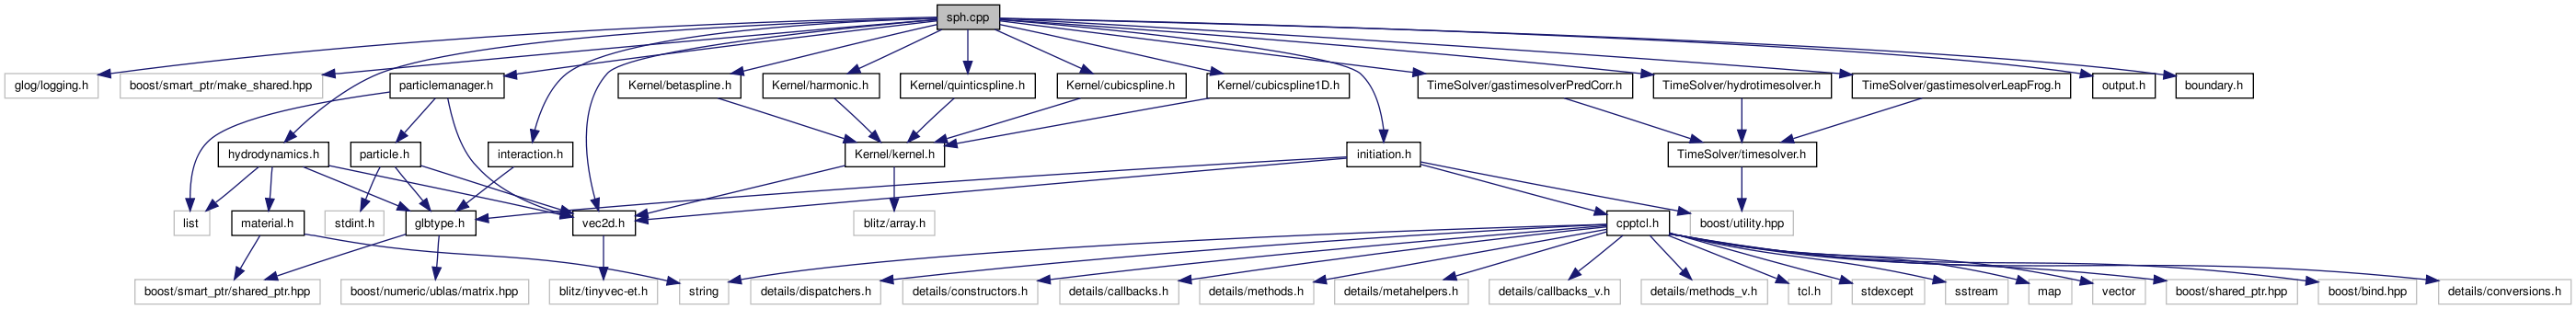 sph.cpp
glog/logging.h
boost/smart_ptr/make_shared.hpp
particlemanager.h
Kernel/betaspline.h
Kernel/harmonic.h
Kernel/quinticspline.h
Kernel/cubicspline.h
Kernel/cubicspline1D.h
TimeSolver/gastimesolverPredCorr.h
TimeSolver/hydrotimesolver.h
TimeSolver/gastimesolverLeapFrog.h
output.h
boundary.h
hydrodynamics.h
particle.h
interaction.h
Kernel/kernel.h
initiation.h
TimeSolver/timesolver.h
list
material.h
stdint.h
glbtype.h
vec2d.h
blitz/array.h
cpptcl.h
boost/utility.hpp
boost/smart_ptr/shared_ptr.hpp
boost/numeric/ublas/matrix.hpp
blitz/tinyvec-et.h
string
details/dispatchers.h
details/constructors.h
details/callbacks.h
details/methods.h
details/metahelpers.h
details/callbacks_v.h
details/methods_v.h
tcl.h
stdexcept
sstream
map
vector
boost/shared_ptr.hpp
boost/bind.hpp
details/conversions.h